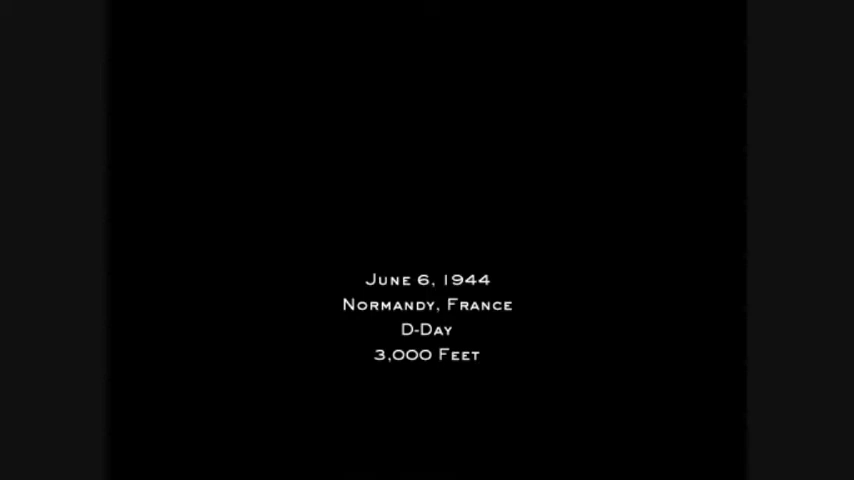 June 6, 1944
Normandy, France
D-Day
3,000 Feet